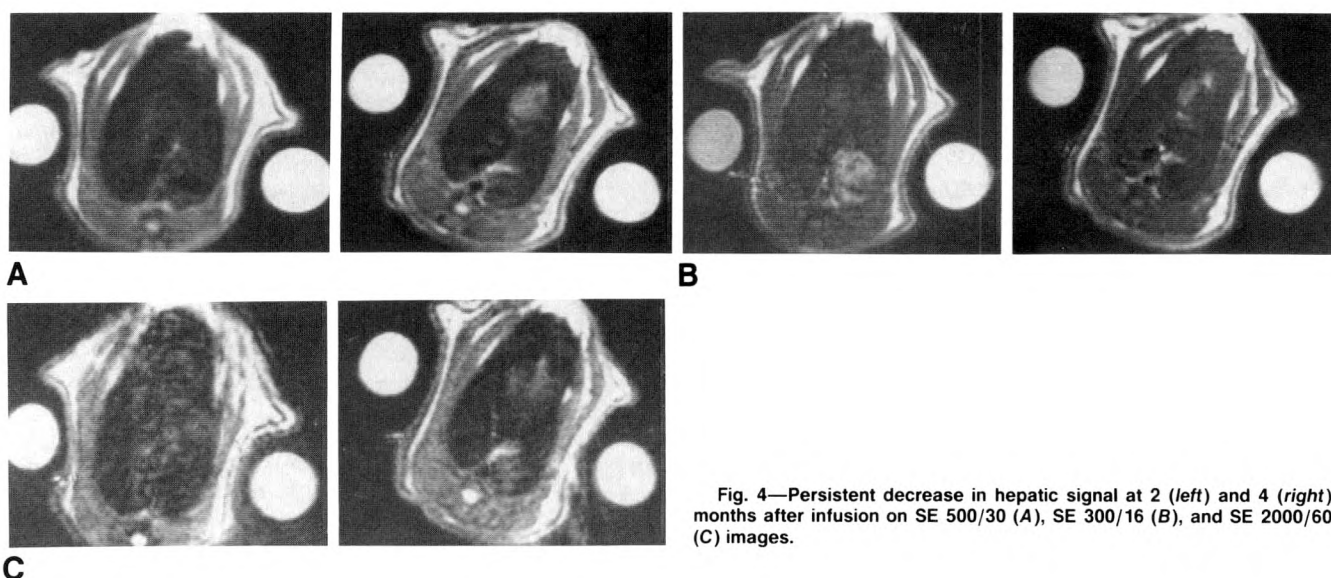 A
B
C
Fig. 4—Persistent decrease in hepatic signal at 2 (left) and 4 (right)
months after infusion on SE 500/30 (A), SE 300/16 (B), and SE 2000/60
(C) images.